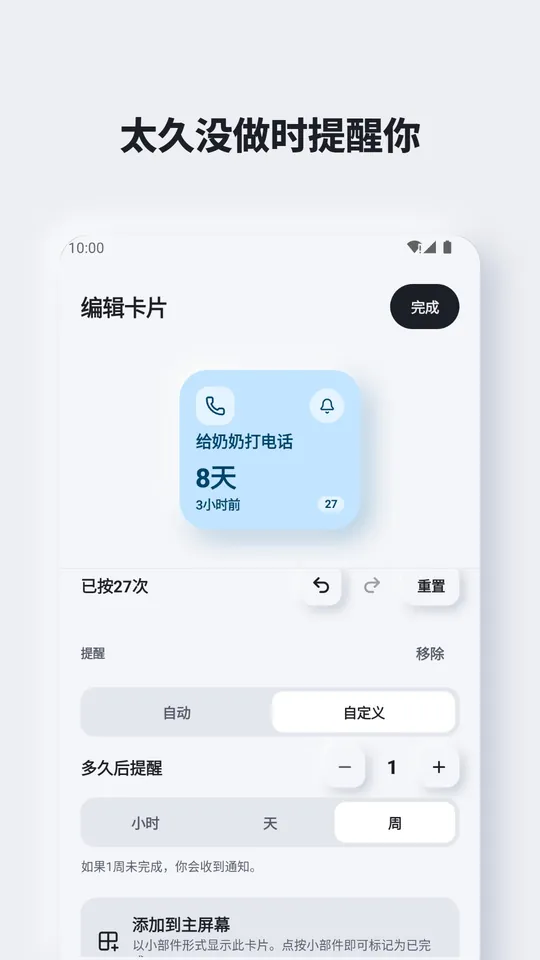 太久没做时提醒你
10:00
编辑卡片
完成
给奶奶打电话
8天
3小时前
27
已按27次
重置
提醒
移除
自动
自定义
多久后提醒
1
小时
天
周
如果1周未完成，你会收到通知。
添加到主屏幕
以小部件形式显示此卡片。点按小部件即可标记为已完